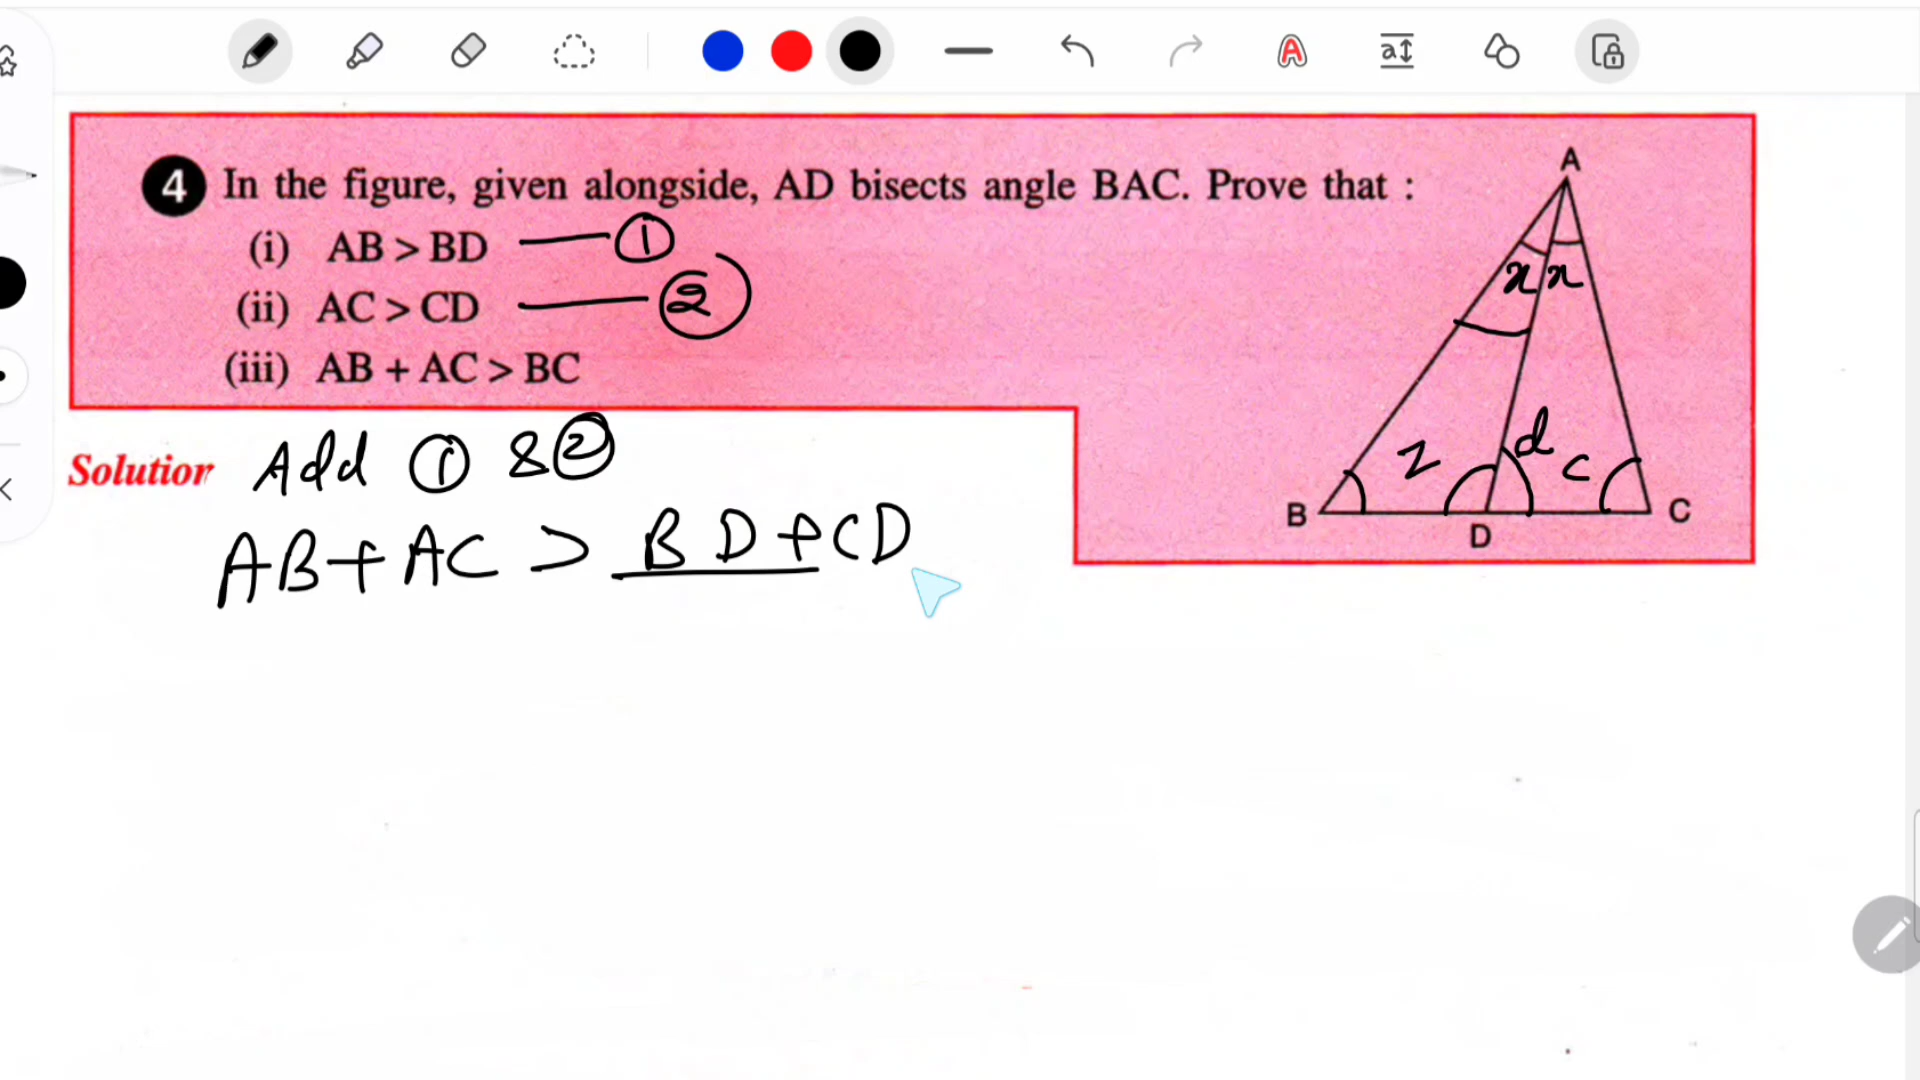 4 In the figure, given alongside, AD bisects angle BAC. Prove that :
(i) AB > BD — 1
(ii) AC > CD — 2
(iii) AB + AC > BC
A
x x
z d c
B D C
Solution Add 1 & 2
AB + AC > BD + CD